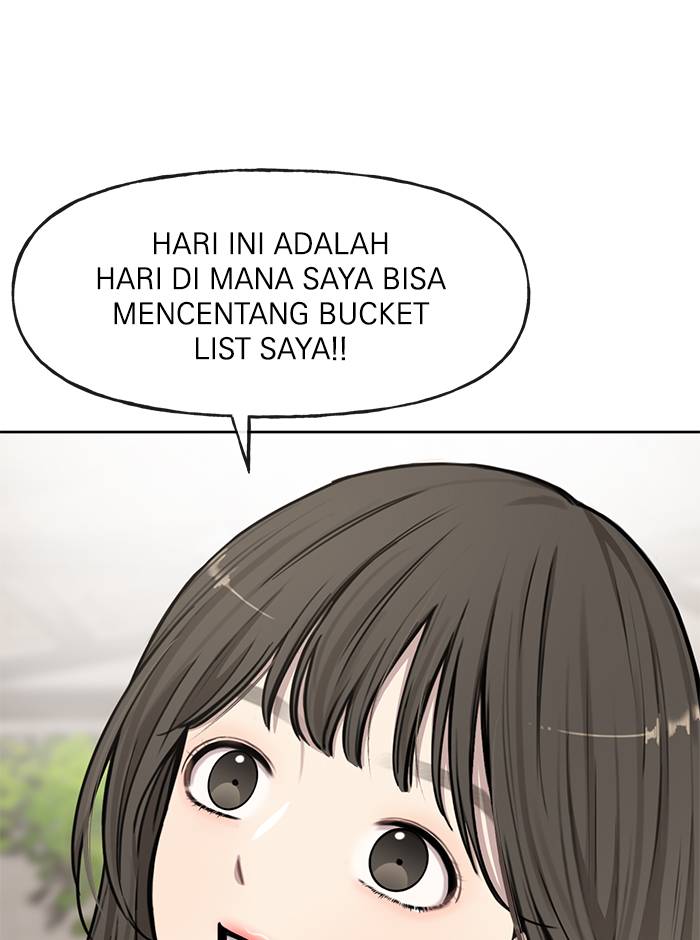 HARI INI ADALAH
HARI DI MANA SAYA BISA
MENCENTANG BUCKET
LIST SAYA!!